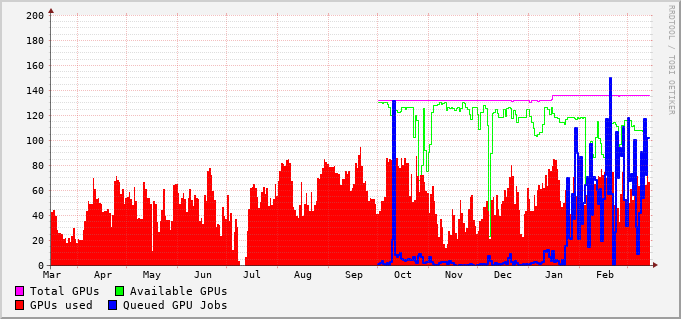 200
180
160
140
120
100
80
60
40
20
0
Mar Apr May Jun Jul Aug Sep Oct Nov Dec Jan Feb
Total GPUs Available GPUs
GPUs used Queued GPU Jobs
RRDTOOL / TOBI OETIKER